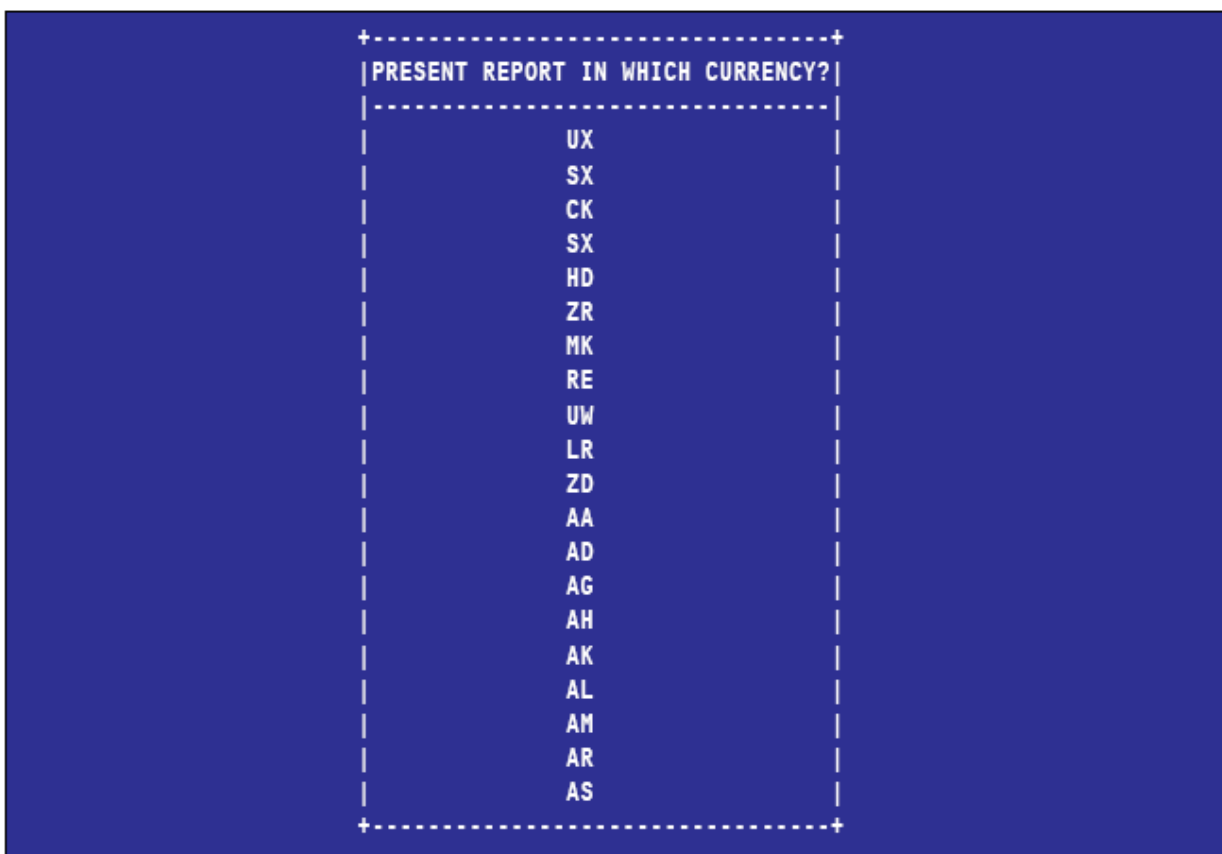 +---------------------------------+
|PRESENT REPORT IN WHICH CURRENCY?|
|---------------------------------|
|              UX                 |
|              SX                 |
|              CK                 |
|              SX                 |
|              HD                 |
|              ZR                 |
|              MK                 |
|              RE                 |
|              UW                 |
|              LR                 |
|              ZD                 |
|              AA                 |
|              AD                 |
|              AG                 |
|              AH                 |
|              AK                 |
|              AL                 |
|              AM                 |
|              AR                 |
|              AS                 |
+---------------------------------+